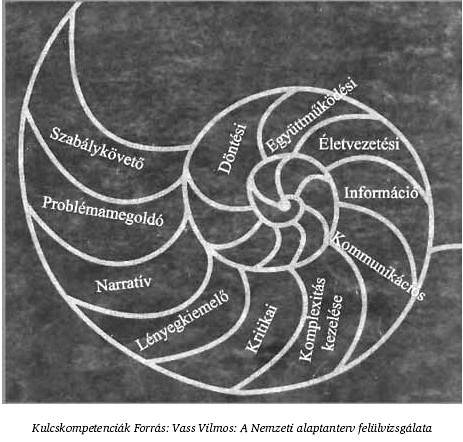 Szabálykövető
Problémamegoldó
Narratív
Lényegkiemelő
Kritikai
Komplexitás
kezelése
Kommunikációs
Információ
Életvezetési
Együttműködési
Döntési
Kulcskompetenciák Forrás: Vass Vilmos: A Nemzeti alaptanterv felülvizsgálata